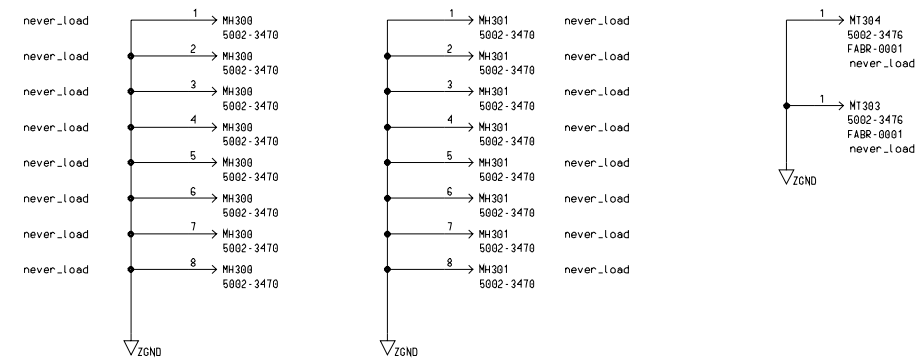 never_load 1 MH300 1 MH301 never_load 1 MT304
5002-3470 5002-3470 5002-3476
FABR-0001
never_load 2 MH300 2 MH301 never_load never_load
5002-3470 5002-3470
never_load 3 MH300 3 MH301 never_load 1 MT303
5002-3470 5002-3470 5002-3476
never_load 4 MH300 4 MH301 never_load FABR-0001
5002-3470 5002-3470 never_load
never_load 5 MH300 5 MH301 never_load
5002-3470 5002-3470 ZGND
never_load 6 MH300 6 MH301 never_load
5002-3470 5002-3470
never_load 7 MH300 7 MH301 never_load
5002-3470 5002-3470
never_load 8 MH300 8 MH301 never_load
5002-3470 5002-3470
ZGND ZGND